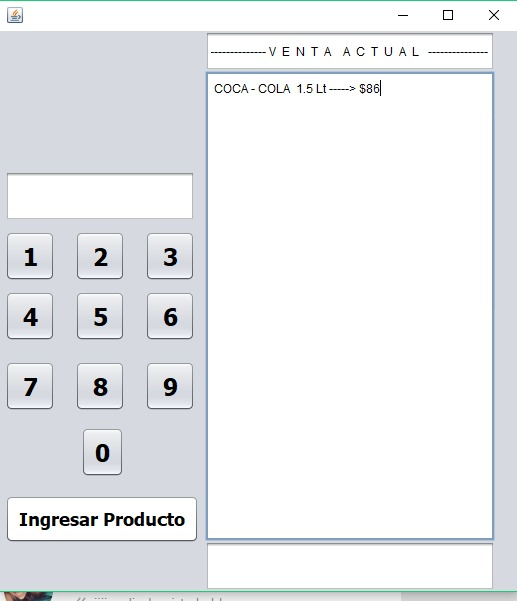 -------------- V E N T A   A C T U A L  ---------------
COCA - COLA  1.5 Lt -----> $86
1 2 3
4 5 6
7 8 9
0
Ingresar Producto